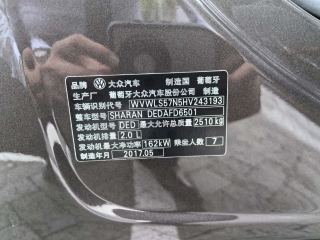 品牌 大众汽车 制造国 葡萄牙
生产厂 葡萄牙大众汽车股份公司 制造
车辆识别代号 WVWLS57N5HV243193
整车型号 SHARAN DEDAFD6501
发动机型号 DED 最大允许总质量 2510 kg
发动机排量 2.0 L
发动机最大净功率 162kW 乘坐人数 7
制造年月 2017.05